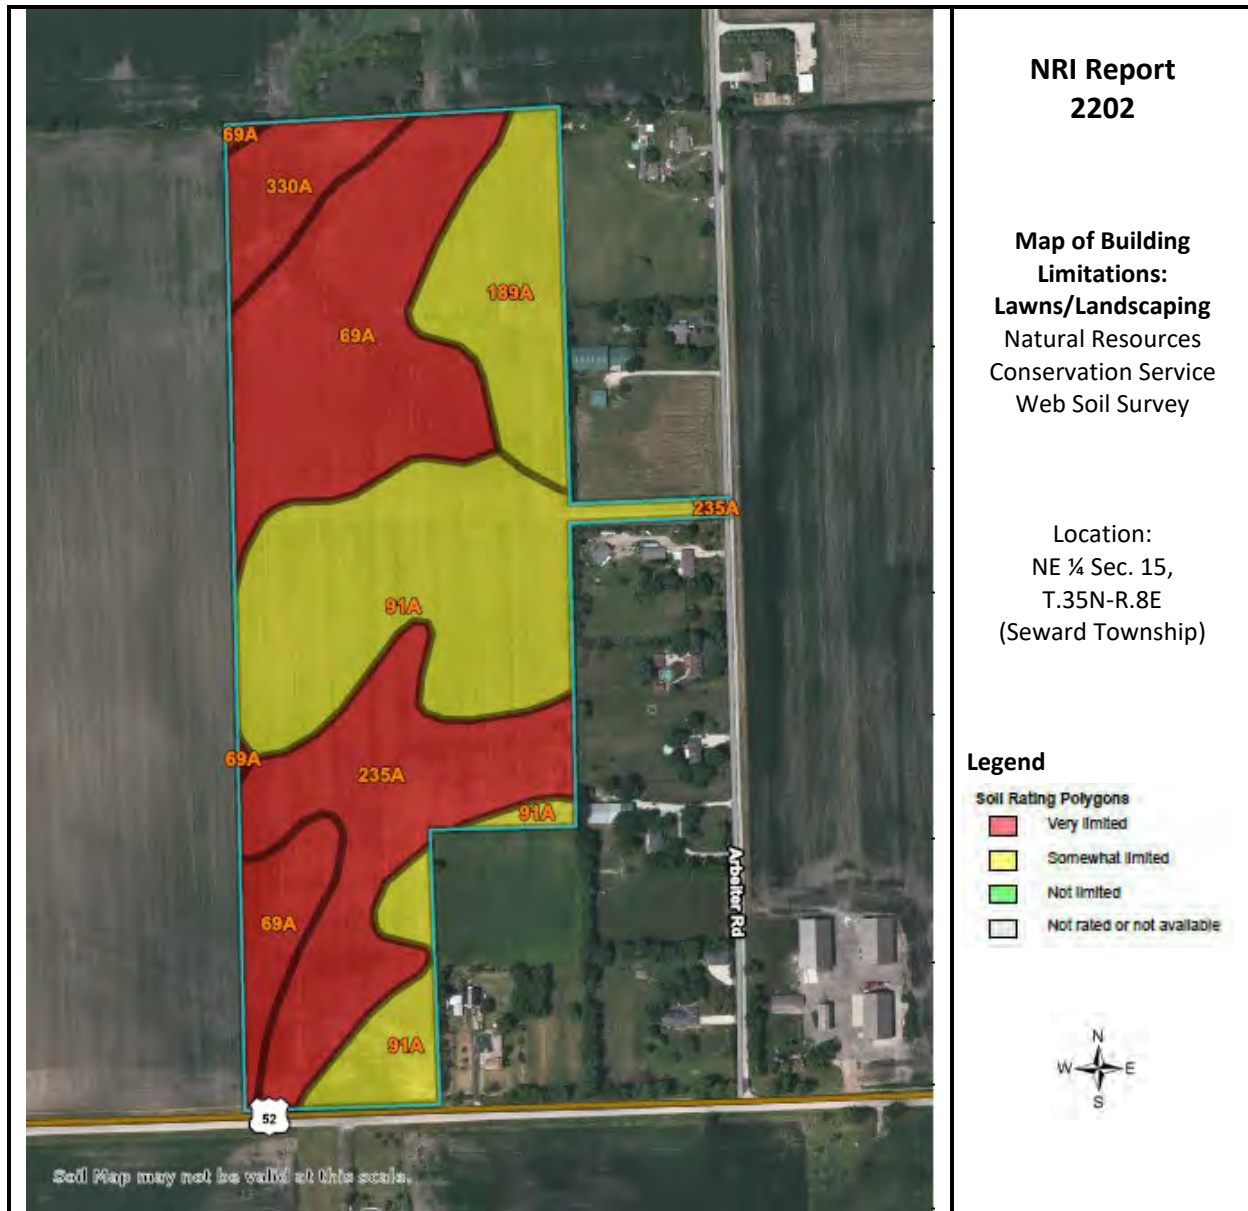 69A
330A
189A
69A
235A
91A
69A
235A
91A
69A
91A
Arbeiter Rd
52
Soil Map may not be valid at this scale.
NRI Report
2202
Map of Building
Limitations:
Lawns/Landscaping
Natural Resources
Conservation Service
Web Soil Survey
Location:
NE ¼ Sec. 15,
T.35N-R.8E
(Seward Township)
Legend
Soil Rating Polygons
Very limited
Somewhat limited
Not limited
Not rated or not available
N
W E
S